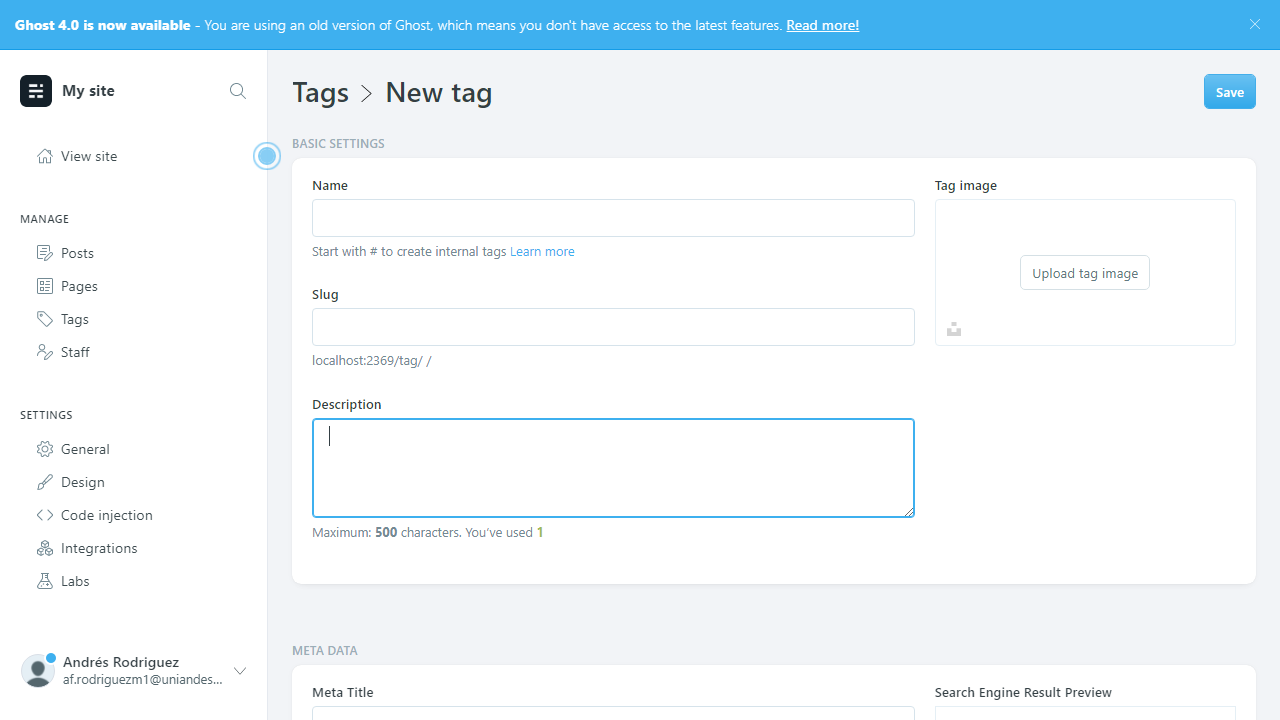 Ghost 4.0 is now available - You are using an old version of Ghost, which means you don't have access to the latest features. Read more!
My site
View site
MANAGE
Posts
Pages
Tags
Staff
SETTINGS
General
Design
Code injection
Integrations
Labs
Andrés Rodriguez
af.rodriguezm1@uniandes...
Tags > New tag
Save
BASIC SETTINGS
Name
Start with # to create internal tags Learn more
Slug
localhost:2369/tag/ /
Description
Maximum: 500 characters. You've used 1
Tag image
Upload tag image
META DATA
Meta Title
Search Engine Result Preview